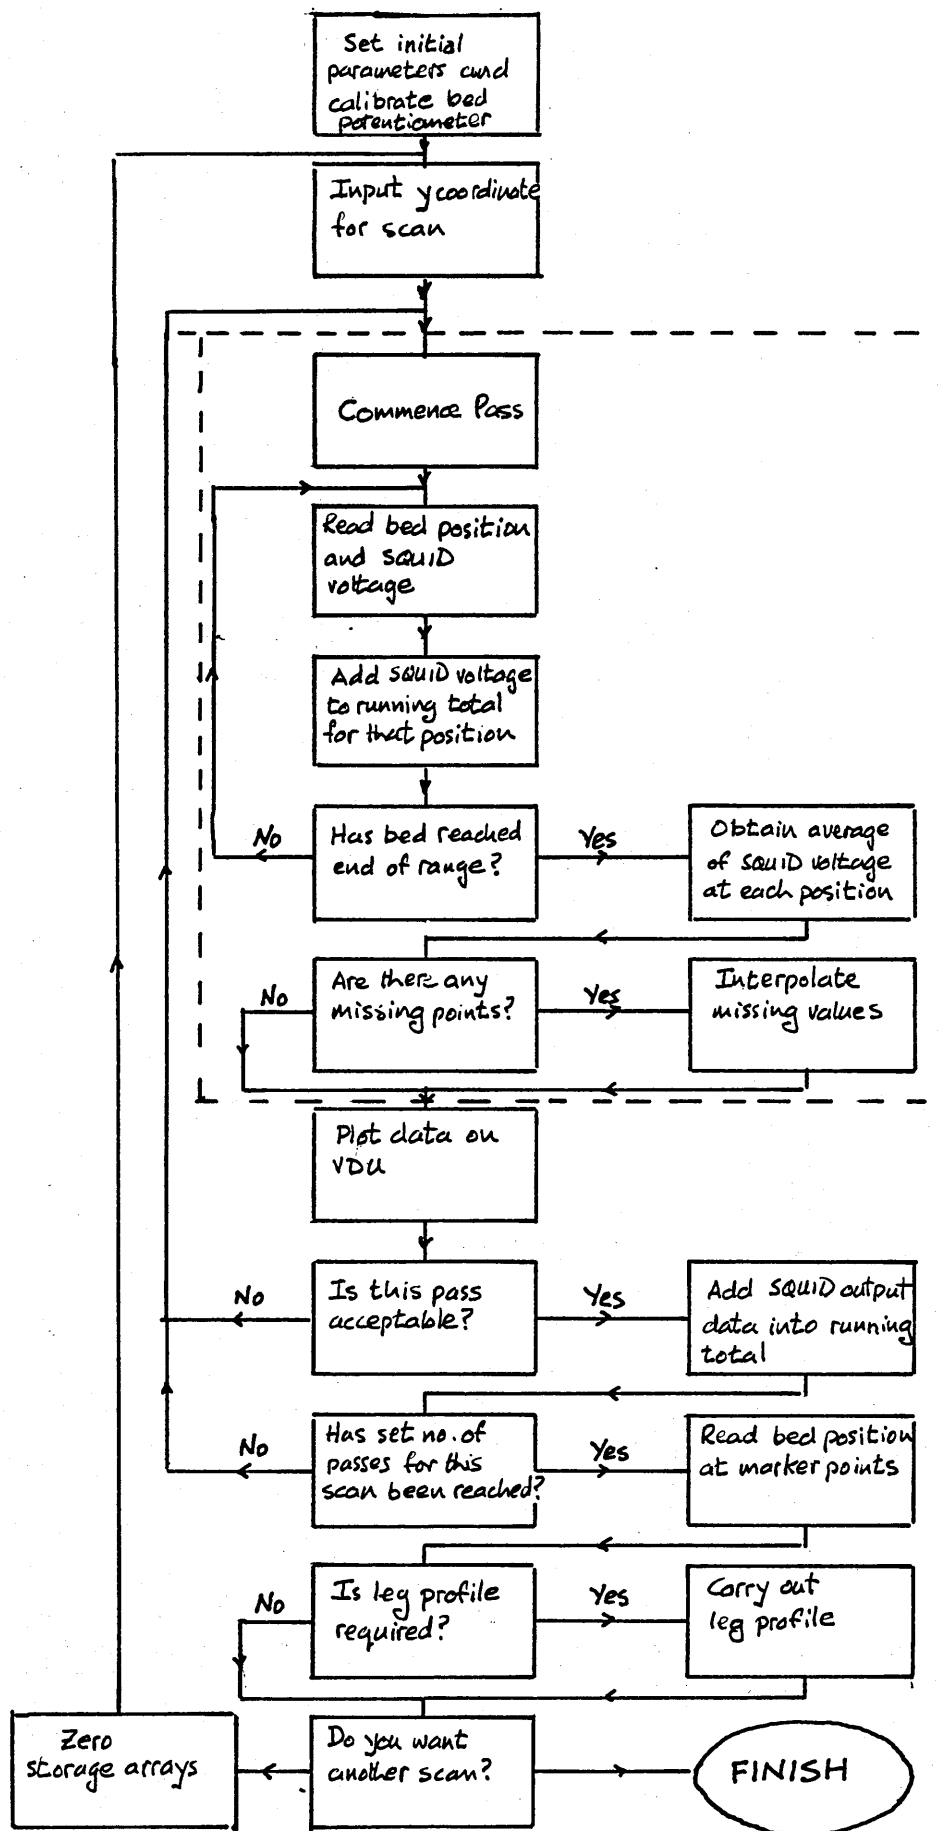 Set initial
parameters and
calibrate bed
potentiometer
Input y coordinate
for scan
Commence Pass
Read bed position
and SQUID
voltage
Add SQUID voltage
to running total
for that position
Has bed reached
end of range?
No
Yes
Obtain average
of SQUID voltage
at each position
Are there any
missing points?
No
Yes
Interpolate
missing values
Plot data on
VDU
Is this pass
acceptable?
No
Yes
Add SQUID output
data into running
total
Has set no. of
passes for this
scan been reached?
No
Yes
Read bed position
at marker points
Is leg profile
required?
No
Yes
Carry out
leg profile
Do you want
another scan?
Zero
storage arrays
FINISH